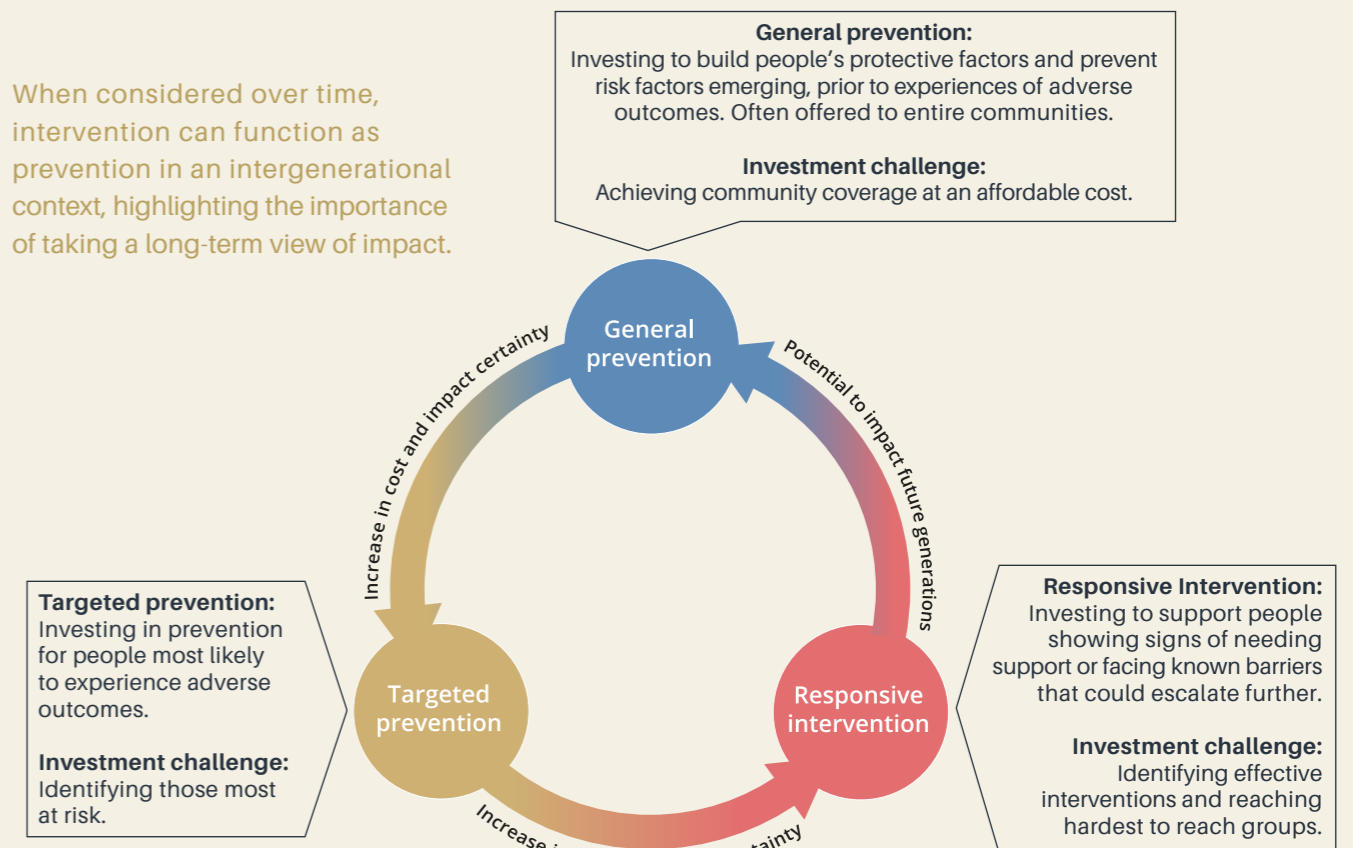 When considered over time,
intervention can function as
prevention in an intergenerational
context, highlighting the importance
of taking a long-term view of impact.
General prevention:
Investing to build people’s protective factors and prevent
risk factors emerging, prior to experiences of adverse
outcomes. Often offered to entire communities.
Investment challenge:
Achieving community coverage at an affordable cost.
General
prevention
Increase in cost and impact certainty
Potential to impact future generations
Targeted prevention:
Investing in prevention
for people most likely
to experience adverse
outcomes.
Investment challenge:
Identifying those most
at risk.
Targeted
prevention
Responsive
intervention
Responsive Intervention:
Investing to support people
showing signs of needing
support or facing known barriers
that could escalate further.
Investment challenge:
Identifying effective
interventions and reaching
hardest to reach groups.
Increase